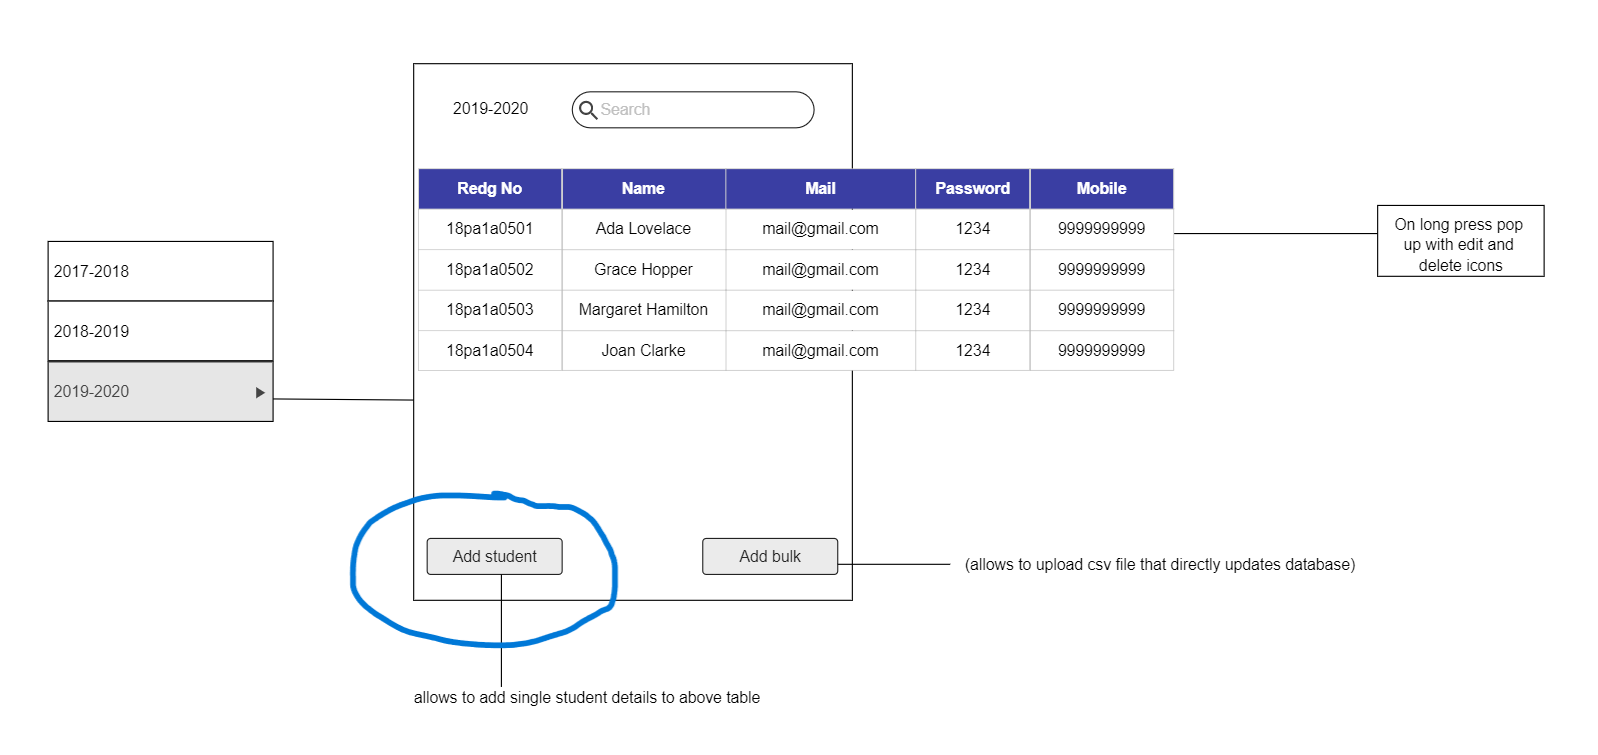 2019-2020
Search
Redg No Name Mail Password Mobile
18pa1a0501 Ada Lovelace mail@gmail.com 1234 9999999999
18pa1a0502 Grace Hopper mail@gmail.com 1234 9999999999
18pa1a0503 Margaret Hamilton mail@gmail.com 1234 9999999999
18pa1a0504 Joan Clarke mail@gmail.com 1234 9999999999
On long press pop
up with edit and
delete icons
2017-2018
2018-2019
2019-2020
Add student
Add bulk
(allows to upload csv file that directly updates database)
allows to add single student details to above table